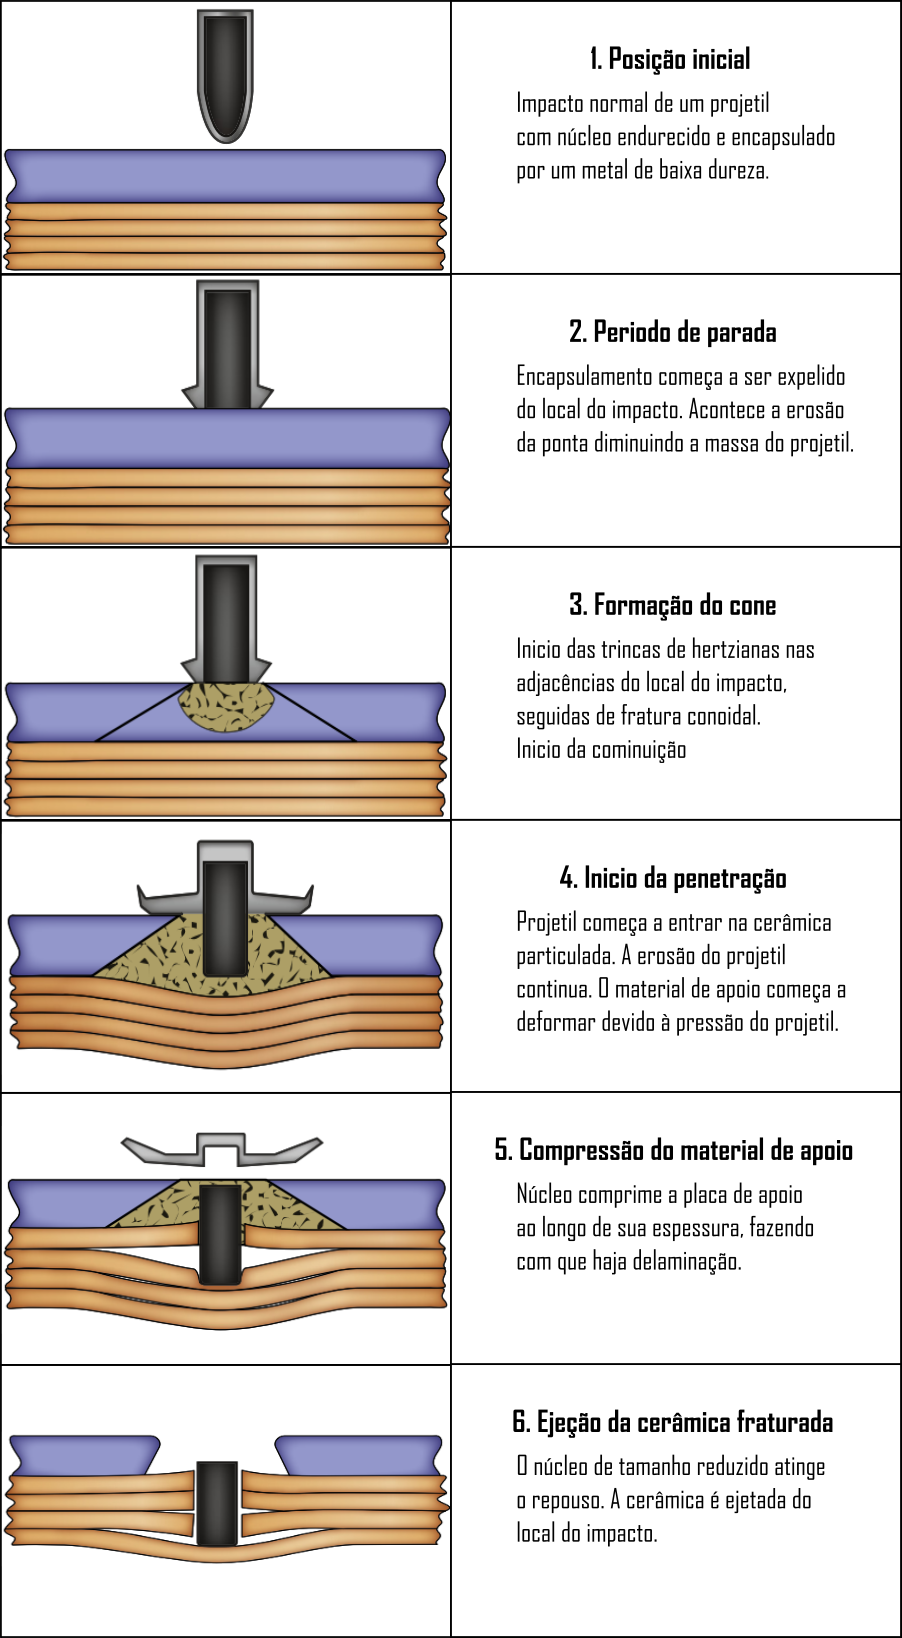 1. Posição inicial
Impacto normal de um projetil
com núcleo endurecido e encapsulado
por um metal de baixa dureza.
2. Periodo de parada
Encapsulamento começa a ser expelido
do local do impacto. Acontece a erosão
da ponta diminuindo a massa do projetil.
3. Formação do cone
Inicio das trincas de hertzianas nas
adjacências do local do impacto,
seguidas de fratura conoidal.
Inicio da cominuição
4. Inicio da penetração
Projetil começa a entrar na cerâmica
particulada. A erosão do projetil
continua. O material de apoio começa a
deformar devido à pressão do projetil.
5. Compressão do material de apoio
Núcleo comprime a placa de apoio
ao longo de sua espessura, fazendo
com que haja delaminação.
6. Ejeção da cerâmica fraturada
O núcleo de tamanho reduzido atinge
o repouso. A cerâmica é ejetada do
local do impacto.